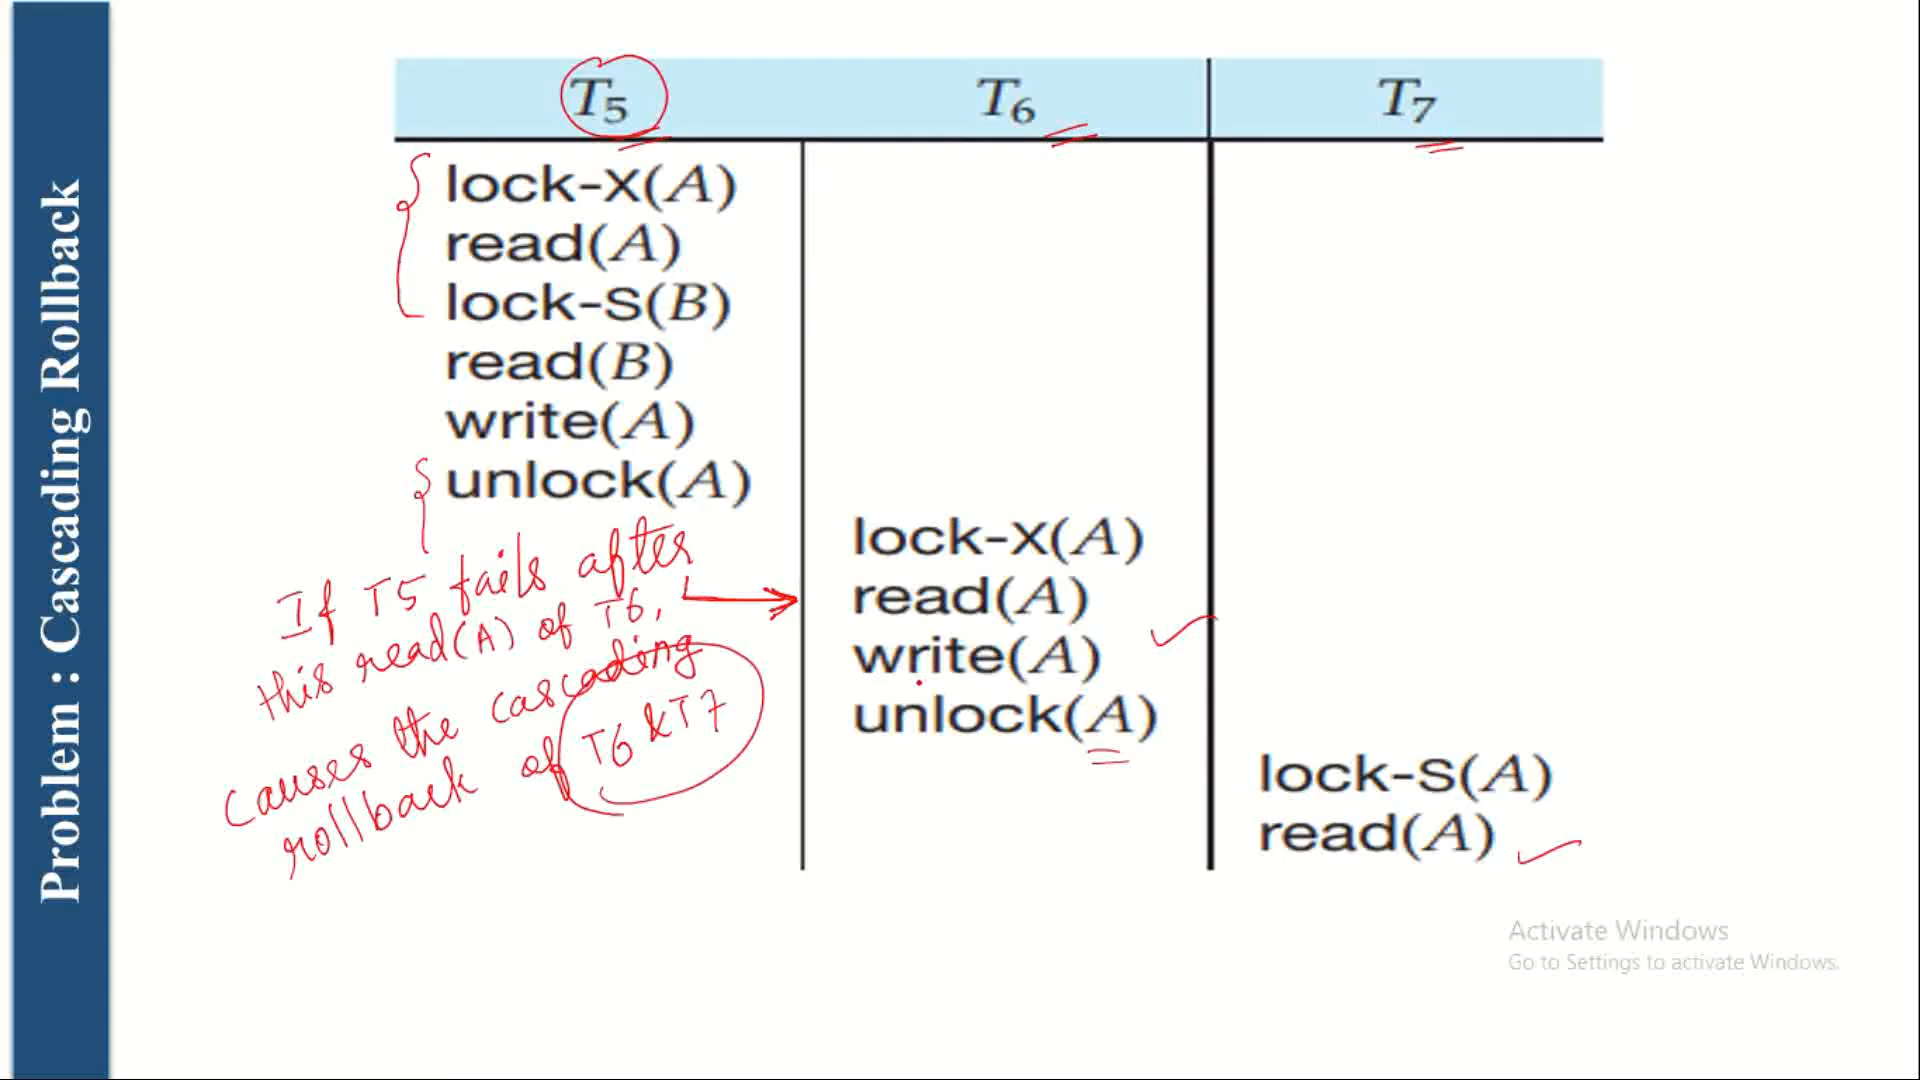 Problem : Cascading Rollback
T5 T6 T7
lock-X(A)
read(A)
lock-S(B)
read(B)
write(A)
unlock(A)
If T5 fails after
this read(A) of T6,
causes the cascading
rollback of T6 & T7
lock-X(A)
read(A)
write(A)
unlock(A)
lock-S(A)
read(A)
Activate Windows
Go to Settings to activate Windows.